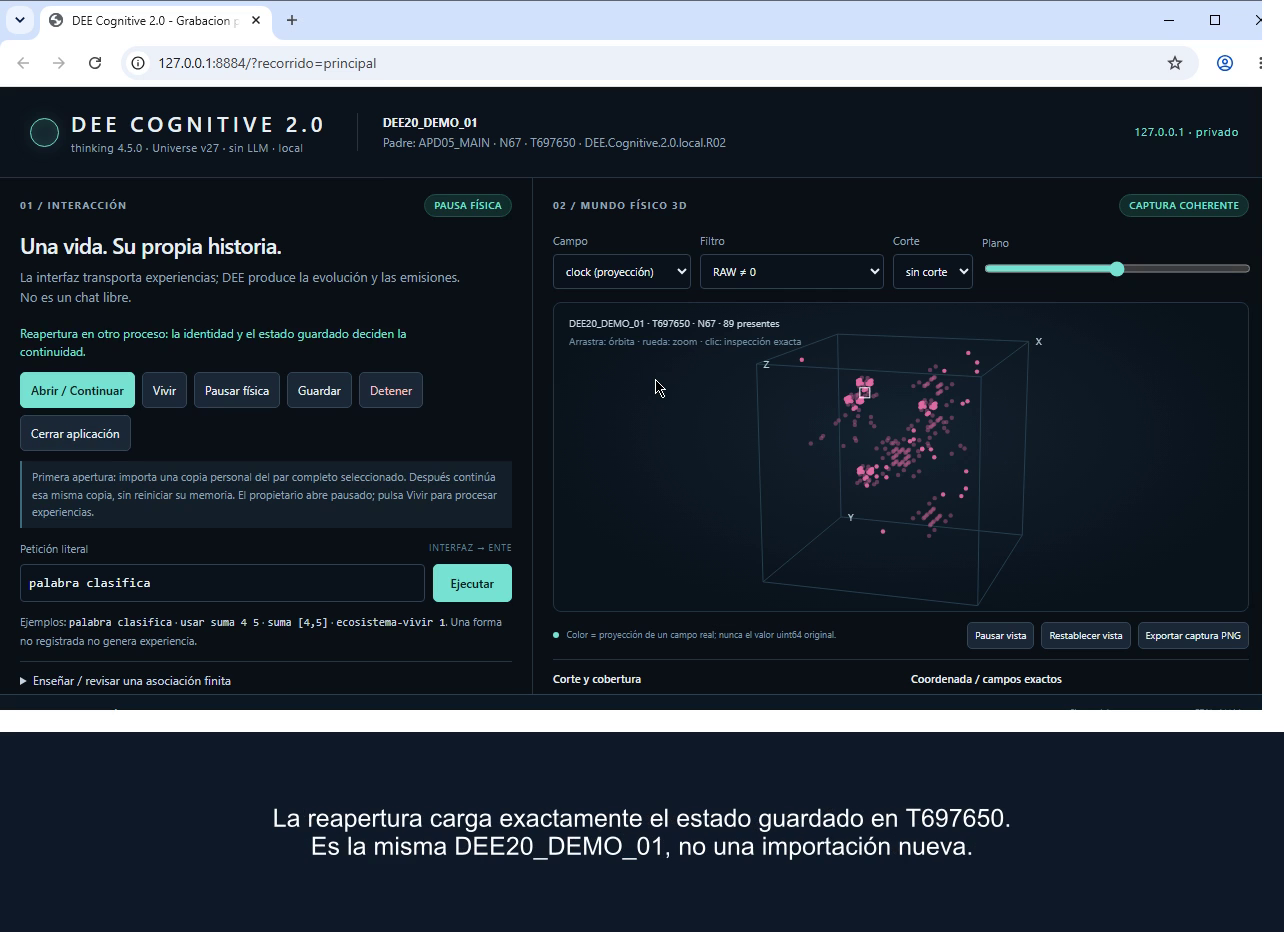 DEE Cognitive 2.0 - Grabacion p
127.0.0.1:8884/?recorrido=principal
DEE COGNITIVE 2.0
thinking 4.5.0 · Universe v27 · sin LLM · local
DEE20_DEMO_01
Padre: APD05_MAIN · N67 · T697650 · DEE.Cognitive.2.0.local.R02
127.0.0.1 · privado
01 / INTERACCIÓN
PAUSA FÍSICA
Una vida. Su propia historia.
La interfaz transporta experiencias; DEE produce la evolución y las emisiones.
No es un chat libre.
Reapertura en otro proceso: la identidad y el estado guardado deciden la
continuidad.
Abrir / Continuar
Vivir
Pausar física
Guardar
Detener
Cerrar aplicación
Primera apertura: importa una copia personal del par completo seleccionado. Después continúa
esa misma copia, sin reiniciar su memoria. El propietario abre pausado; pulsa Vivir para procesar
experiencias.
Petición literal
INTERFAZ → ENTE
palabra clasifica
Ejecutar
Ejemplos: palabra clasifica · usar suma 4 5 · suma [4,5] · ecosistema-vivir 1. Una forma
no registrada no genera experiencia.
Enseñar / revisar una asociación finita
02 / MUNDO FÍSICO 3D
CAPTURA COHERENTE
Campo
Filtro
Corte
Plano
clock (proyección)
RAW ≠ 0
sin corte
DEE20_DEMO_01 · T697650 · N67 · 89 presentes
Arrastra: órbita · rueda: zoom · clic: inspección exacta
X
Z
Y
Color = proyección de un campo real; nunca el valor uint64 original.
Pausar vista
Restablecer vista
Exportar captura PNG
Corte y cobertura
Coordenada / campos exactos
La reapertura carga exactamente el estado guardado en T697650.
Es la misma DEE20_DEMO_01, no una importación nueva.